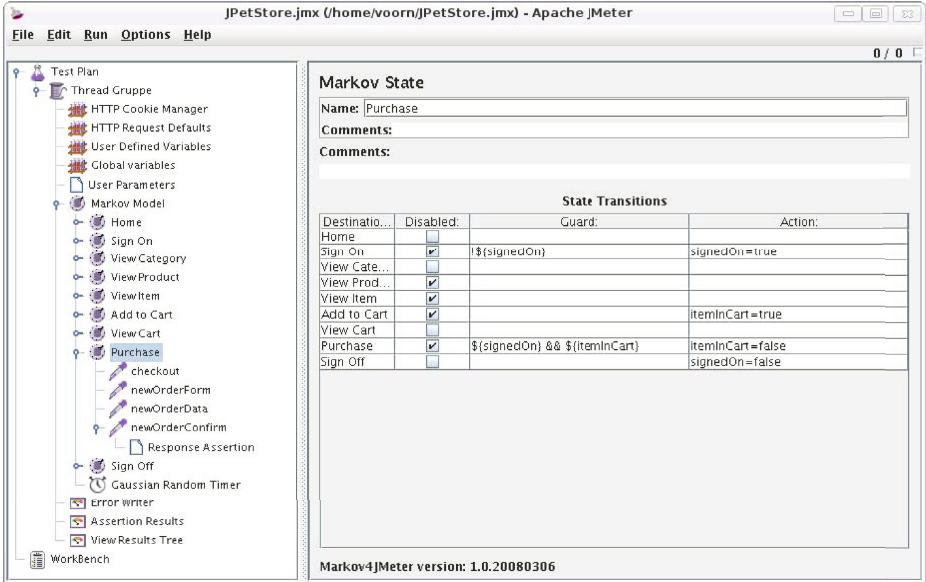 JPetStore.jmx (/home/voorn/JPetStore.jmx) - Apache JMeter
File Edit Run Options Help
0 / 0
Test Plan
Thread Gruppe
HTTP Cookie Manager
HTTP Request Defaults
User Defined Variables
Global variables
User Parameters
Markov Model
Home
Sign On
View Category
View Product
View Item
Add to Cart
View Cart
Purchase
checkout
newOrderForm
newOrderData
newOrderConfirm
Response Assertion
Sign Off
Gaussian Random Timer
Error Writer
Assertion Results
View Results Tree
WorkBench
Markov State
Name: Purchase
Comments:
Comments:
State Transitions
Destinatio... Disabled: Guard: Action:
Home
Sign On !${signedOn} signedOn=true
View Cate...
View Prod...
View Item
Add to Cart itemInCart=true
View Cart
Purchase ${signedOn} && ${itemInCart} itemInCart=false
Sign Off signedOn=false
Markov4JMeter version: 1.0.20080306